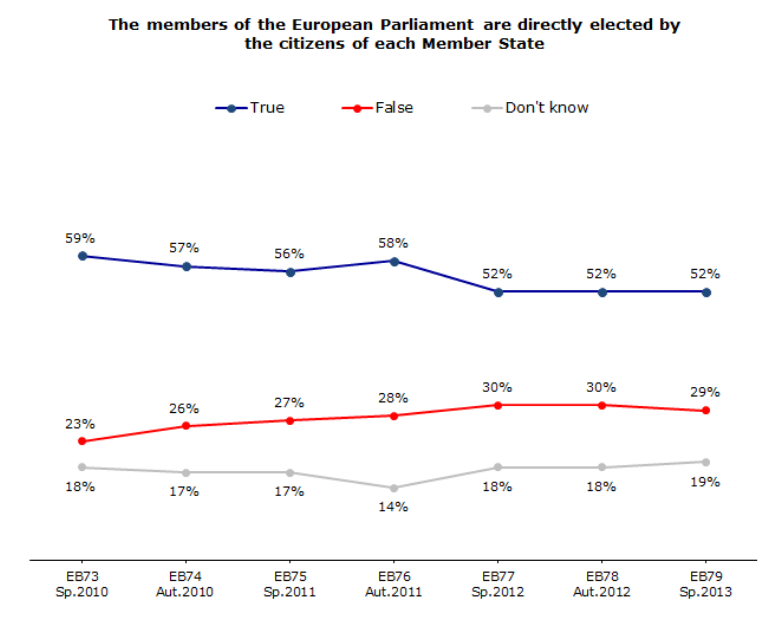 The members of the European Parliament are directly elected by
the citizens of each Member State
True False Don't know
59% 57% 56% 58% 52% 52% 52%
23% 26% 27% 28% 30% 30% 29%
18% 17% 17% 14% 18% 18% 19%
EB73 EB74 EB75 EB76 EB77 EB78 EB79
Sp.2010 Aut.2010 Sp.2011 Aut.2011 Sp.2012 Aut.2012 Sp.2013